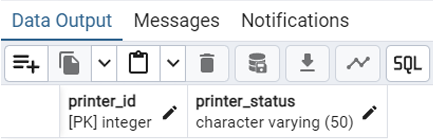 Data Output Messages Notifications
SQL
printer_id printer_status
[PK] integer character varying (50)